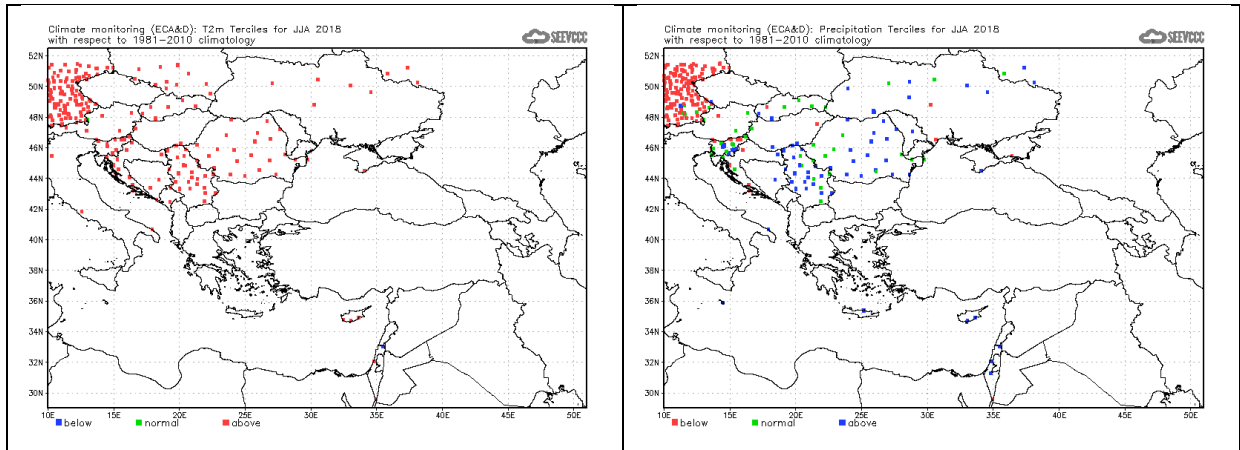 Climate monitoring (ECA&D): T2m Terciles for JJA 2018
with respect to 1981–2010 climatology
SEEVCCC
52N
50N
48N
46N
44N
42N
40N
38N
36N
34N
32N
30N
10E 15E 20E 25E 30E 35E 40E 45E 50E
below normal above
Climate monitoring (ECA&D): Precipitation Terciles for JJA 2018
with respect to 1981–2010 climatology
SEEVCCC
52N
50N
48N
46N
44N
42N
40N
38N
36N
34N
32N
30N
10E 15E 20E 25E 30E 35E 40E 45E 50E
below normal above